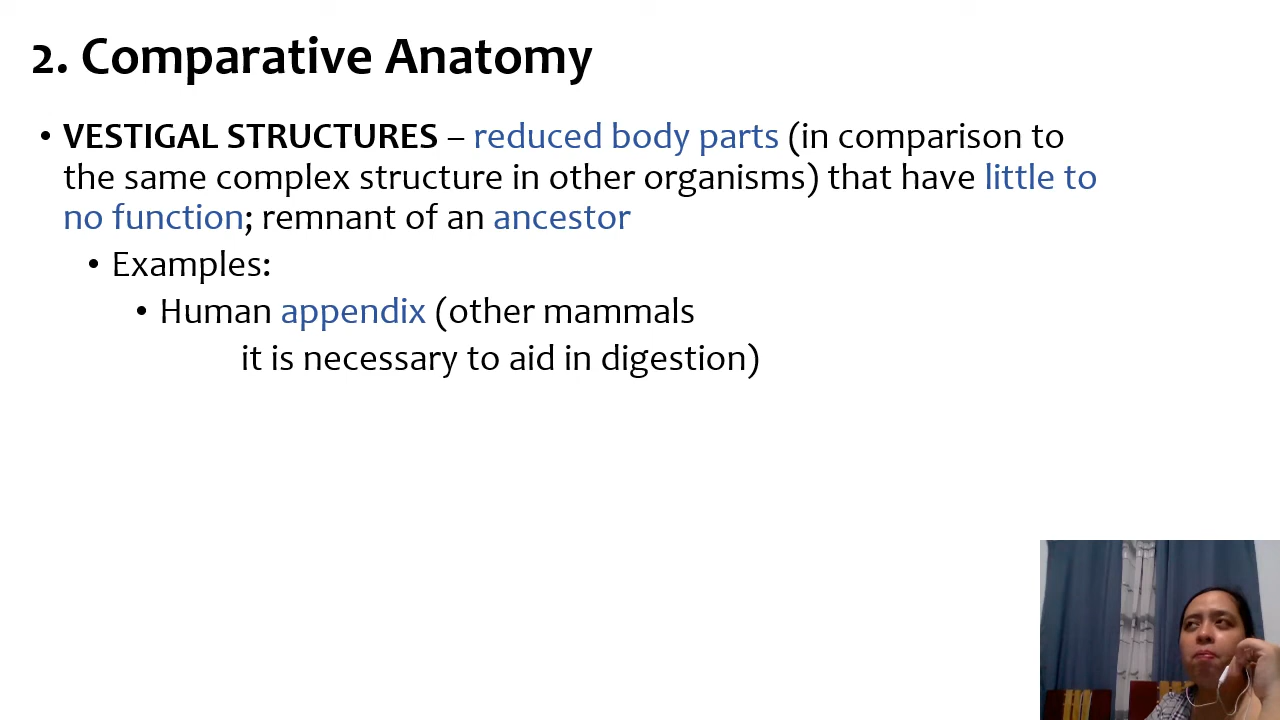 2. Comparative Anatomy
• VESTIGAL STRUCTURES – reduced body parts (in comparison to
the same complex structure in other organisms) that have little to
no function; remnant of an ancestor
• Examples:
• Human appendix (other mammals
it is necessary to aid in digestion)